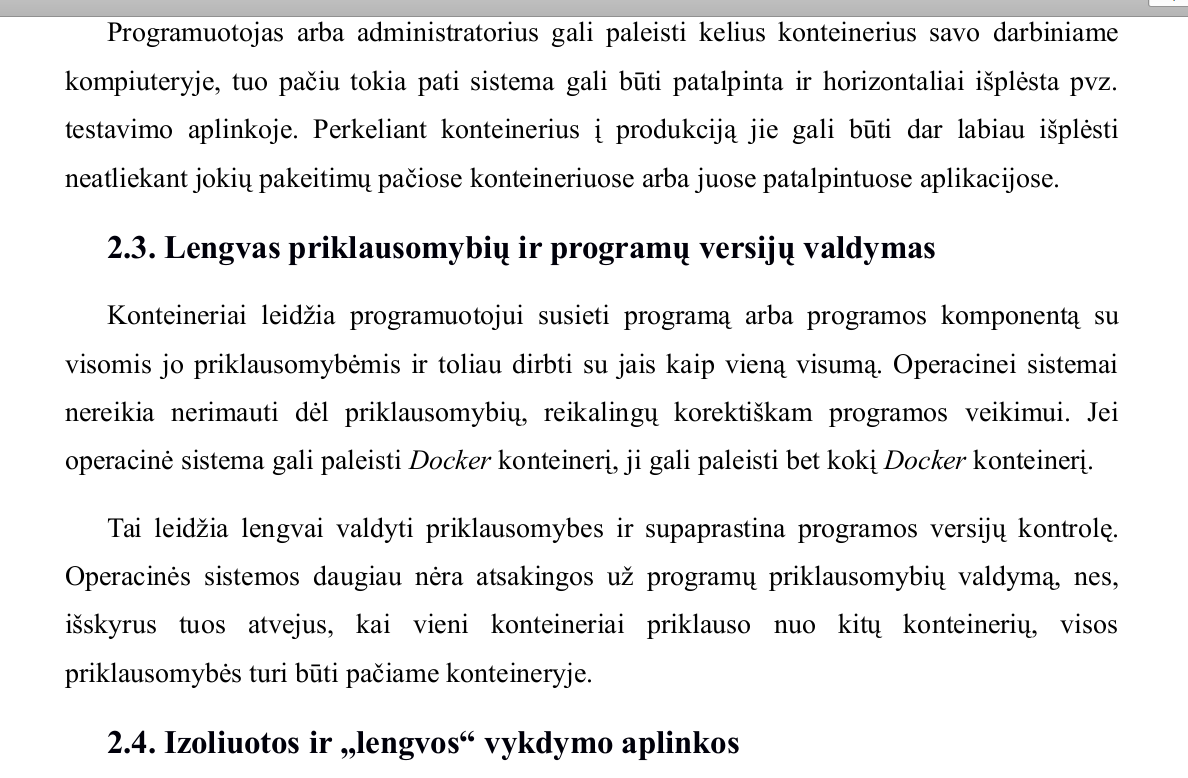 Programuotojas arba administratorius gali paleisti kelius konteinerius savo darbiniame
kompiuteryje, tuo pačiu tokia pati sistema gali būti patalpinta ir horizontaliai išplėsta pvz.
testavimo aplinkoje. Perkeliant konteinerius į produkciją jie gali būti dar labiau išplėsti
neatliekant jokių pakeitimų pačiose konteineriuose arba juose patalpintuose aplikacijose.
2.3. Lengvas priklausomybių ir programų versijų valdymas
Konteineriai leidžia programuotojui susieti programą arba programos komponentą su
visomis jo priklausomybėmis ir toliau dirbti su jais kaip vieną visumą. Operacinei sistemai
nereikia nerimauti dėl priklausomybių, reikalingų korektiškam programos veikimui. Jei
operacinė sistema gali paleisti Docker konteinerį, ji gali paleisti bet kokį Docker konteinerį.
Tai leidžia lengvai valdyti priklausomybes ir supaprastina programos versijų kontrolę.
Operacinės sistemos daugiau nėra atsakingos už programų priklausomybių valdymą, nes,
išskyrus tuos atvejus, kai vieni konteineriai priklauso nuo kitų konteinerių, visos
priklausomybės turi būti pačiame konteineryje.
2.4. Izoliuotos ir „lengvos“ vykdymo aplinkos